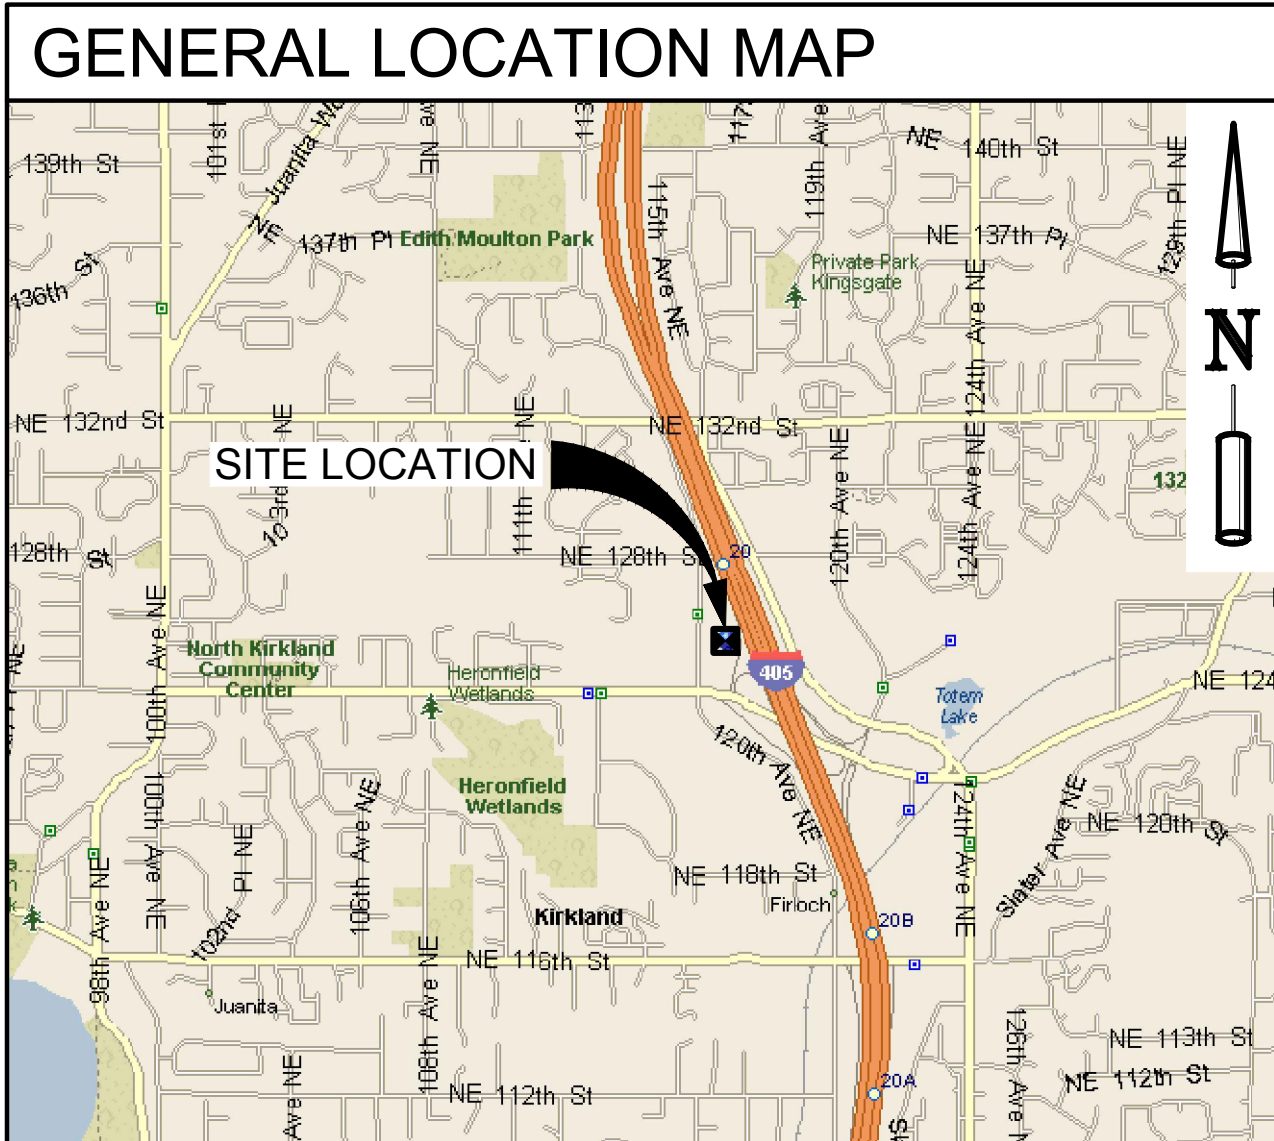 GENERAL LOCATION MAP
139th St
101st
Juanita
NE
NE
140th St
119th Ave
115th Ave NE
NE
137th Pl
Edith Moulton Park
NE 137th Pl
129th Pl NE
Private Park
Kingsgate
136th St
N
124th Ave NE
NE 132nd St
NE
NE 132nd St
SITE LOCATION
103rd
111th
120th Ave NE
124th Ave NE
132
128th St
NE 128th
20
100th Ave NE
North Kirkland
Community
Center
Heronfield
Wetlands
405
NE 124
Totem
Lake
120th Ave NE
Heronfield
Wetlands
100th Ave NE
106th Ave NE
124th Ave NE
Slater Ave NE
NE 120th St
102nd Pl NE
NE 118th St
Firloch
Kirkland
20B
98th Ave NE
NE 116th St
Juanita
108th Ave NE
126th Ave
NE 113th St
NE 112th St
20A
NE 112th St
Ave NE